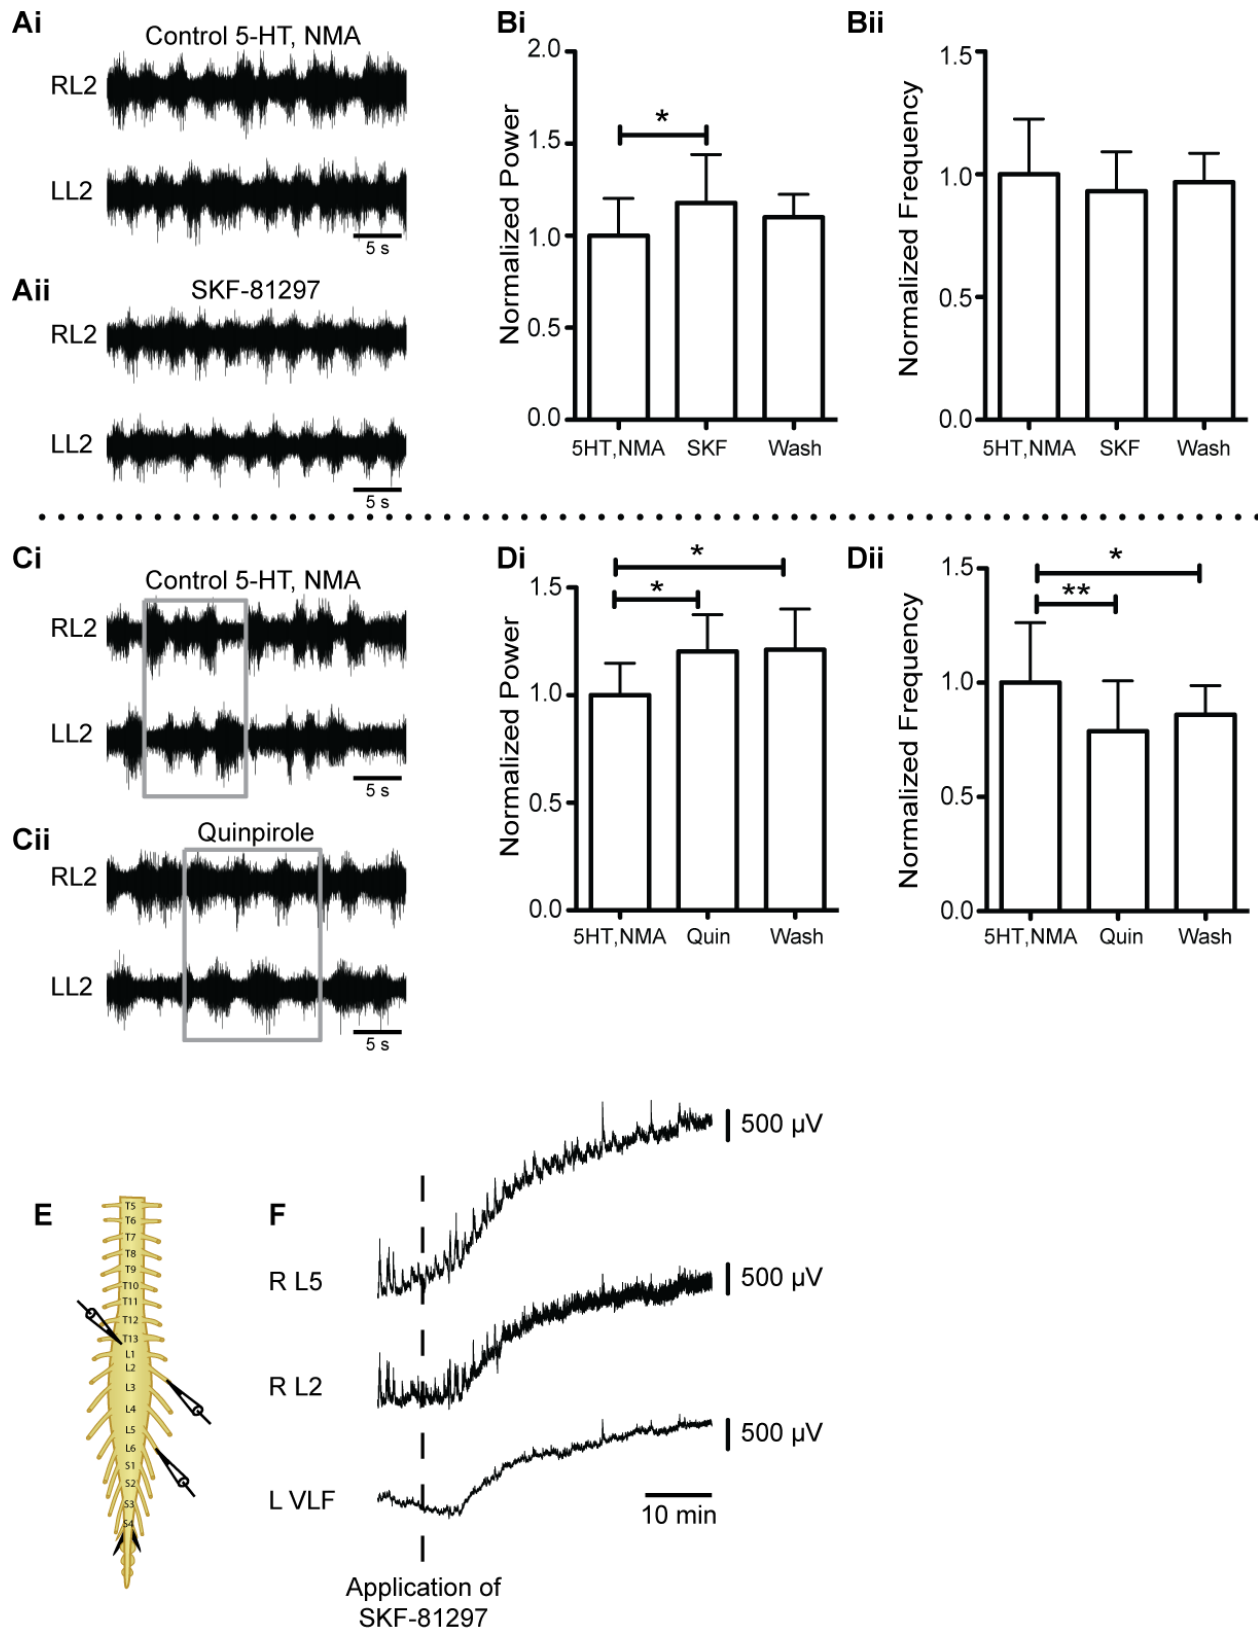 Ai
Control 5-HT, NMA
RL2
LL2
5 s
Aii
SKF-81297
RL2
LL2
5 s
Bi
Normalized Power
2.0
1.5
1.0
0.5
0.0
*
5HT,NMA SKF Wash
Bii
Normalized Frequency
1.5
1.0
0.5
0.0
5HT,NMA SKF Wash
Ci
Control 5-HT, NMA
RL2
LL2
5 s
Cii
Quinpirole
RL2
LL2
5 s
Di
Normalized Power
1.5
1.0
0.5
0.0
*
*
5HT,NMA Quin Wash
Dii
Normalized Frequency
1.5
1.0
0.5
0.0
*
**
5HT,NMA Quin Wash
E
T5
T6
T7
T8
T9
T10
T11
T12
T13
L1
L2
L3
L4
L5
L6
S1
S2
S3
S4
F
R L5
500 µV
R L2
500 µV
L VLF
500 µV
10 min
Application of
SKF-81297